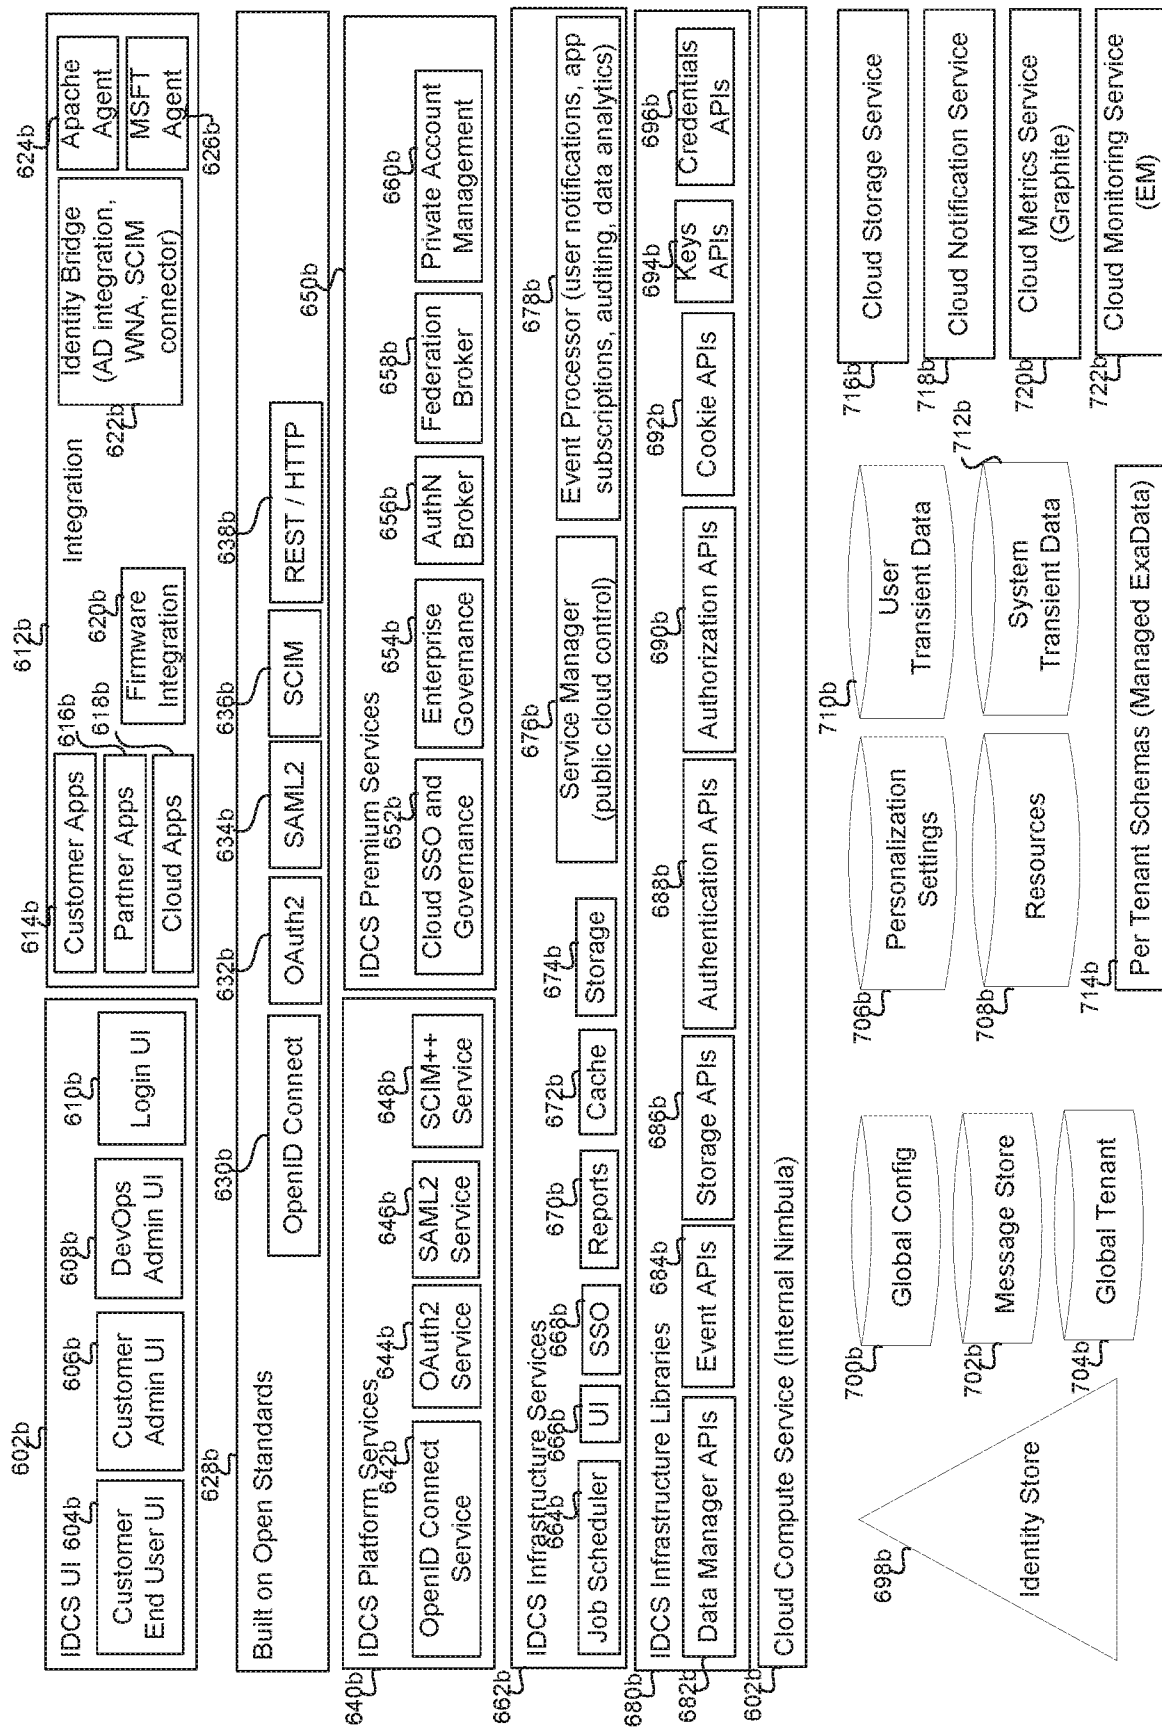 602b
IDCS UI
604b
Customer
End User UI
606b
Customer
Admin UI
608b
DevOps
Admin UI
610b
Login UI
612b
Integration
614b
Customer Apps
616b
Partner Apps
618b
Cloud Apps
620b
Firmware
Integration
622b
Identity Bridge
(AD integration,
WNA, SCIM
connector)
624b
Apache
Agent
MSFT
Agent
626b
628b
Built on Open Standards
630b
OpenID Connect
632b
OAuth2
634b
SAML2
636b
SCIM
638b
REST / HTTP
640b
IDCS Platform Services
642b
OpenID Connect
Service
644b
OAuth2
Service
646b
SAML2
Service
648b
SCIM++
Service
650b
IDCS Premium Services
652b
Cloud SSO and
Governance
654b
Enterprise
Governance
656b
AuthN
Broker
658b
Federation
Broker
660b
Private Account
Management
662b
IDCS Infrastructure Services
664b
Job Scheduler
666b
UI
668b
SSO
670b
Reports
672b
Cache
674b
Storage
676b
Service Manager
(public cloud control)
678b
Event Processor (user notifications, app
subscriptions, auditing, data analytics)
680b
IDCS Infrastructure Libraries
682b
Data Manager APIs
684b
Event APIs
686b
Storage APIs
688b
Authentication APIs
690b
Authorization APIs
692b
Cookie APIs
694b
Keys
APIs
696b
Credentials
APIs
602b
Cloud Compute Service (Internal Nimbula)
698b
Identity Store
700b
Global Config
702b
Message Store
704b
Global Tenant
706b
Personalization
Settings
708b
Resources
710b
User
Transient Data
712b
System
Transient Data
714b
Per Tenant Schemas (Managed ExaData)
716b
Cloud Storage Service
718b
Cloud Notification Service
720b
Cloud Metrics Service
(Graphite)
722b
Cloud Monitoring Service
(EM)